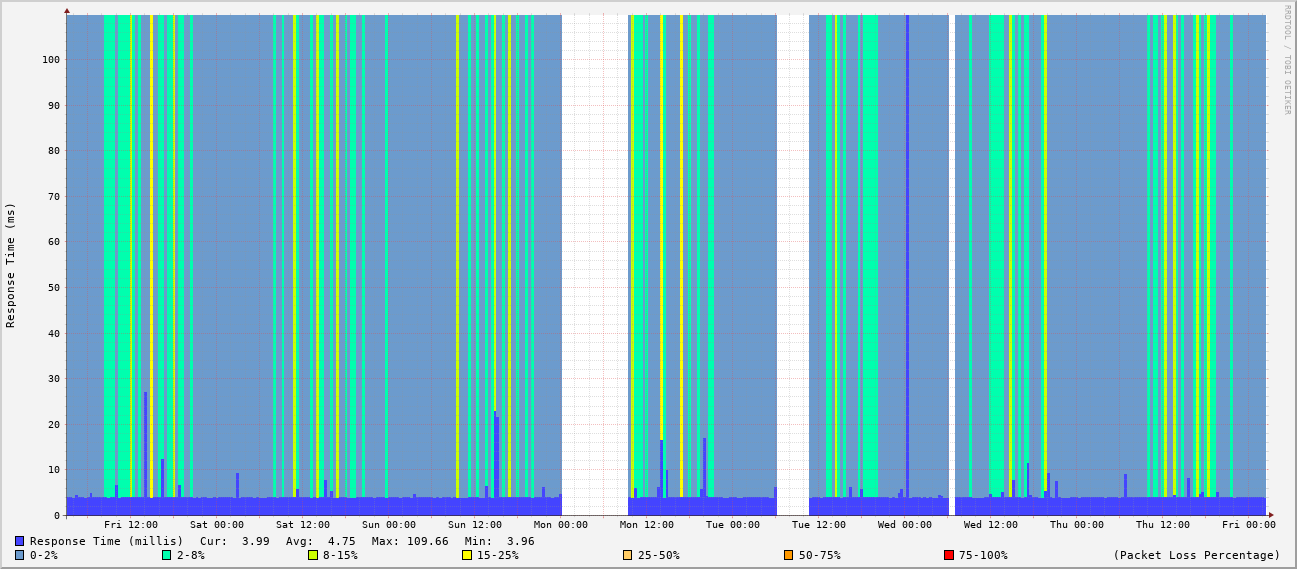 RRDTOOL / TOBI OETIKER
Response Time (ms)
100
90
80
70
60
50
40
30
20
10
0
Fri 12:00 Sat 00:00 Sat 12:00 Sun 00:00 Sun 12:00 Mon 00:00 Mon 12:00 Tue 00:00 Tue 12:00 Wed 00:00 Wed 12:00 Thu 00:00 Thu 12:00 Fri 00:00
Response Time (millis) Cur: 3.99 Avg: 4.75 Max: 109.66 Min: 3.96
0-2% 2-8% 8-15% 15-25% 25-50% 50-75% 75-100% (Packet Loss Percentage)